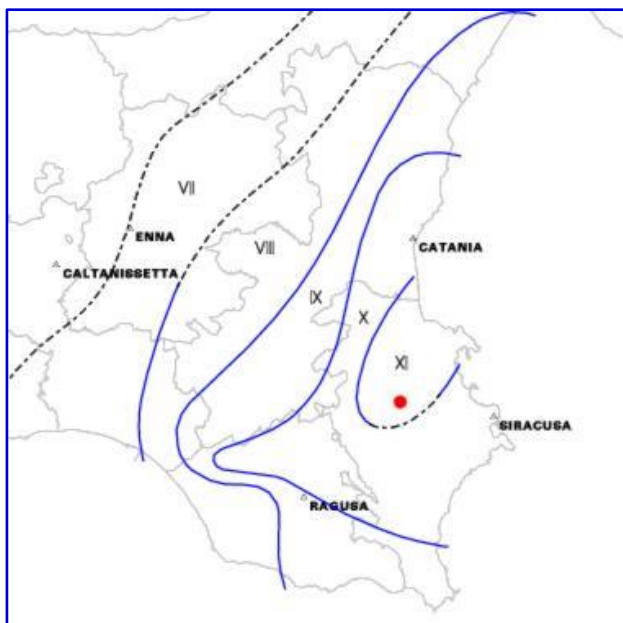 VII
ENNA
CATANIA
VIII
CALTANISSETTA
IX
X
XI
SIRACUSA
RAGUSA